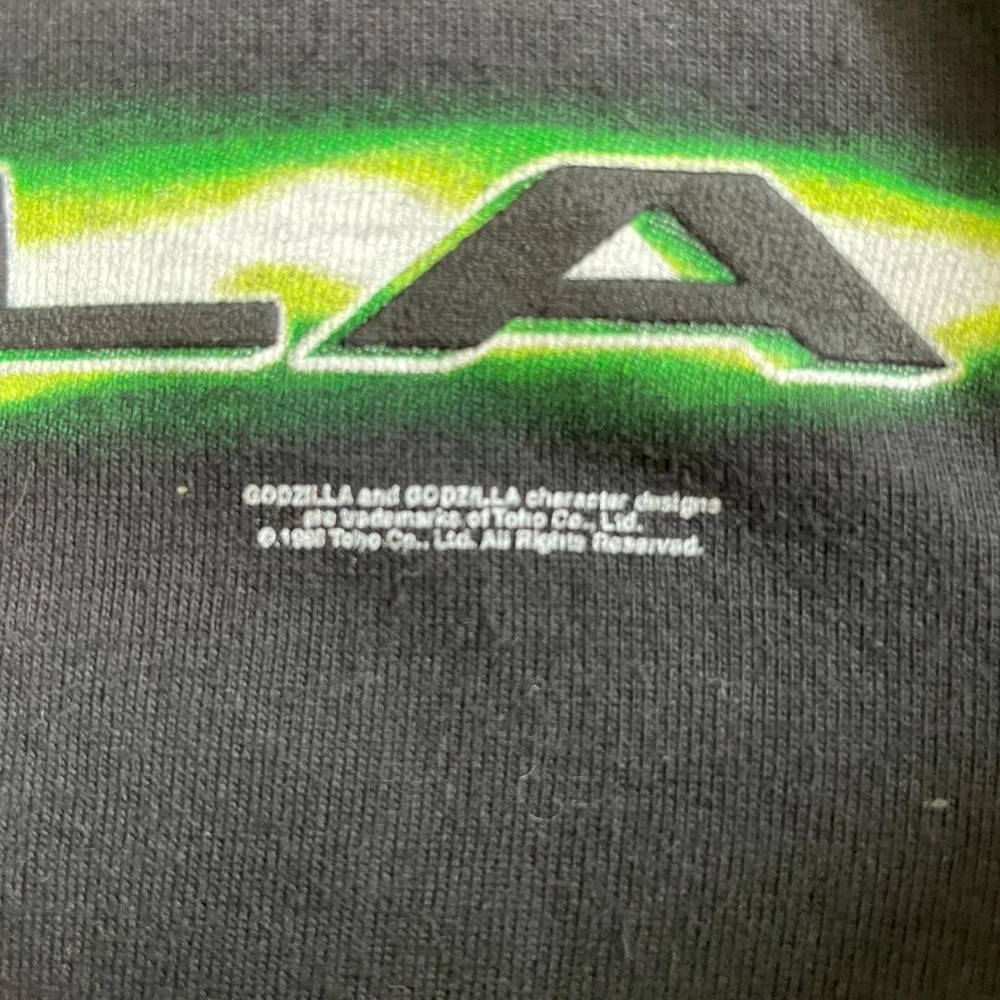 LA
GODZILLA and GODZILLA character designs
are trademarks of Toho Co., Ltd.
© Toho Co., Ltd. All Rights Reserved.